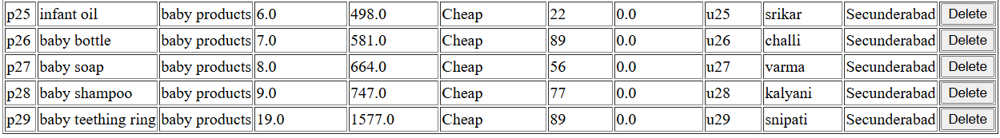 p25 infant oil baby products 6.0 498.0 Cheap 22 0.0 u25 srikar Secunderabad Delete
p26 baby bottle baby products 7.0 581.0 Cheap 89 0.0 u26 challi Secunderabad Delete
p27 baby soap baby products 8.0 664.0 Cheap 56 0.0 u27 varma Secunderabad Delete
p28 baby shampoo baby products 9.0 747.0 Cheap 77 0.0 u28 kalyani Secunderabad Delete
p29 baby teething ring baby products 19.0 1577.0 Cheap 89 0.0 u29 snipati Secunderabad Delete